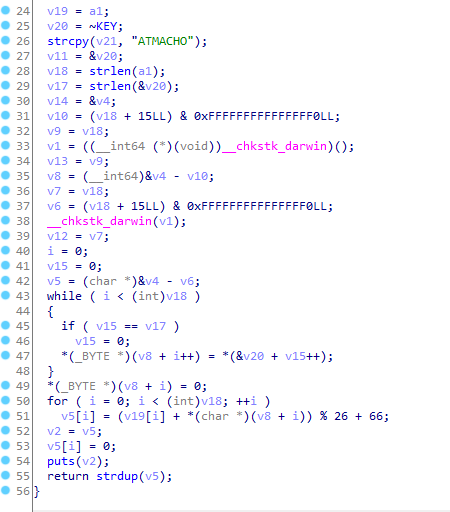 24 v19 = a1;
25 v20 = ~KEY;
26 strcpy(v21, "ATMACHO");
27 v11 = &v20;
28 v18 = strlen(a1);
29 v17 = strlen(&v20);
30 v14 = &v4;
31 v10 = (v18 + 15LL) & 0xFFFFFFFFFFFFFFF0LL;
32 v9 = v18;
33 v1 = ((__int64 (*)(void))__chkstk_darwin)();
34 v13 = v9;
35 v8 = (__int64)&v4 - v10;
36 v7 = v18;
37 v6 = (v18 + 15LL) & 0xFFFFFFFFFFFFFFF0LL;
38 __chkstk_darwin(v1);
39 v12 = v7;
40 i = 0;
41 v15 = 0;
42 v5 = (char *)&v4 - v6;
43 while ( i < (int)v18 )
44 {
45 if ( v15 == v17 )
46 v15 = 0;
47 *(_BYTE *)(v8 + i++) = *(&v20 + v15++);
48 }
49 *(_BYTE *)(v8 + i) = 0;
50 for ( i = 0; i < (int)v18; ++i )
51 v5[i] = (v19[i] + *(char *)(v8 + i)) % 26 + 66;
52 v2 = v5;
53 v5[i] = 0;
54 puts(v2);
55 return strdup(v5);
56 }